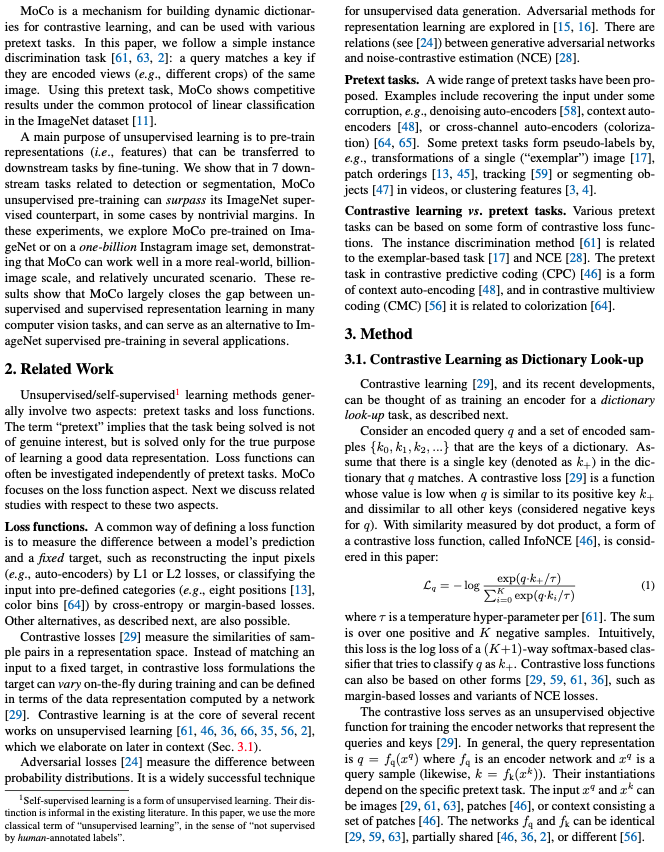 MoCo is a mechanism for building dynamic dictionar-
ies for contrastive learning, and can be used with various
pretext tasks. In this paper, we follow a simple instance
discrimination task [61, 63, 2]: a query matches a key if
they are encoded views (e.g., different crops) of the same
image. Using this pretext task, MoCo shows competitive
results under the common protocol of linear classification
in the ImageNet dataset [11].
A main purpose of unsupervised learning is to pre-train
representations (i.e., features) that can be transferred to
downstream tasks by fine-tuning. We show that in 7 down-
stream tasks related to detection or segmentation, MoCo
unsupervised pre-training can surpass its ImageNet super-
vised counterpart, in some cases by nontrivial margins. In
these experiments, we explore MoCo pre-trained on Ima-
geNet or on a one-billion Instagram image set, demonstrat-
ing that MoCo can work well in a more real-world, billion-
image scale, and relatively uncurated scenario. These re-
sults show that MoCo largely closes the gap between un-
supervised and supervised representation learning in many
computer vision tasks, and can serve as an alternative to Im-
ageNet supervised pre-training in several applications.
2. Related Work
Unsupervised/self-supervised¹ learning methods gener-
ally involve two aspects: pretext tasks and loss functions.
The term “pretext” implies that the task being solved is not
of genuine interest, but is solved only for the true purpose
of learning a good data representation. Loss functions can
often be investigated independently of pretext tasks. MoCo
focuses on the loss function aspect. Next we discuss related
studies with respect to these two aspects.
Loss functions. A common way of defining a loss function
is to measure the difference between a model’s prediction
and a fixed target, such as reconstructing the input pixels
(e.g., auto-encoders) by L1 or L2 losses, or classifying the
input into pre-defined categories (e.g., eight positions [13],
color bins [64]) by cross-entropy or margin-based losses.
Other alternatives, as described next, are also possible.
Contrastive losses [29] measure the similarities of sam-
ple pairs in a representation space. Instead of matching an
input to a fixed target, in contrastive loss formulations the
target can vary on-the-fly during training and can be defined
in terms of the data representation computed by a network
[29]. Contrastive learning is at the core of several recent
works on unsupervised learning [61, 46, 36, 66, 35, 56, 2],
which we elaborate on later in context (Sec. 3.1).
Adversarial losses [24] measure the difference between
probability distributions. It is a widely successful technique
¹Self-supervised learning is a form of unsupervised learning. Their dis-
tinction is informal in the existing literature. In this paper, we use the more
classical term of “unsupervised learning”, in the sense of “not supervised
by human-annotated labels”.
for unsupervised data generation. Adversarial methods for
representation learning are explored in [15, 16]. There are
relations (see [24]) between generative adversarial networks
and noise-contrastive estimation (NCE) [28].
Pretext tasks. A wide range of pretext tasks have been pro-
posed. Examples include recovering the input under some
corruption, e.g., denoising auto-encoders [58], context auto-
encoders [48], or cross-channel auto-encoders (coloriza-
tion) [64, 65]. Some pretext tasks form pseudo-labels by,
e.g., transformations of a single (“exemplar”) image [17],
patch orderings [13, 45], tracking [59] or segmenting ob-
jects [47] in videos, or clustering features [3, 4].
Contrastive learning vs. pretext tasks. Various pretext
tasks can be based on some form of contrastive loss func-
tions. The instance discrimination method [61] is related
to the exemplar-based task [17] and NCE [28]. The pretext
task in contrastive predictive coding (CPC) [46] is a form
of context auto-encoding [48], and in contrastive multiview
coding (CMC) [56] it is related to colorization [64].
3. Method
3.1. Contrastive Learning as Dictionary Look-up
Contrastive learning [29], and its recent developments,
can be thought of as training an encoder for a dictionary
look-up task, as described next.
Consider an encoded query q and a set of encoded sam-
ples {k₀, k₁, k₂, ...} that are the keys of a dictionary. As-
sume that there is a single key (denoted as k₊) in the dic-
tionary that q matches. A contrastive loss [29] is a function
whose value is low when q is similar to its positive key k₊
and dissimilar to all other keys (considered negative keys
for q). With similarity measured by dot product, a form of
a contrastive loss function, called InfoNCE [46], is consid-
ered in this paper:
L_q = − log exp(q·k₊/τ) / ∑_{i=0}^{K} exp(q·kᵢ/τ) (1)
where τ is a temperature hyper-parameter per [61]. The sum
is over one positive and K negative samples. Intuitively,
this loss is the log loss of a (K+1)-way softmax-based clas-
sifier that tries to classify q as k₊. Contrastive loss functions
can also be based on other forms [29, 59, 61, 36], such as
margin-based losses and variants of NCE losses.
The contrastive loss serves as an unsupervised objective
function for training the encoder networks that represent the
queries and keys [29]. In general, the query representation
is q = f_q(x^q) where f_q is an encoder network and x^q is a
query sample (likewise, k = f_k(x^k)). Their instantiations
depend on the specific pretext task. The input x^q and x^k can
be images [29, 61, 63], patches [46], or context consisting a
set of patches [46]. The networks f_q and f_k can be identical
[29, 59, 63], partially shared [46, 36, 2], or different [56].